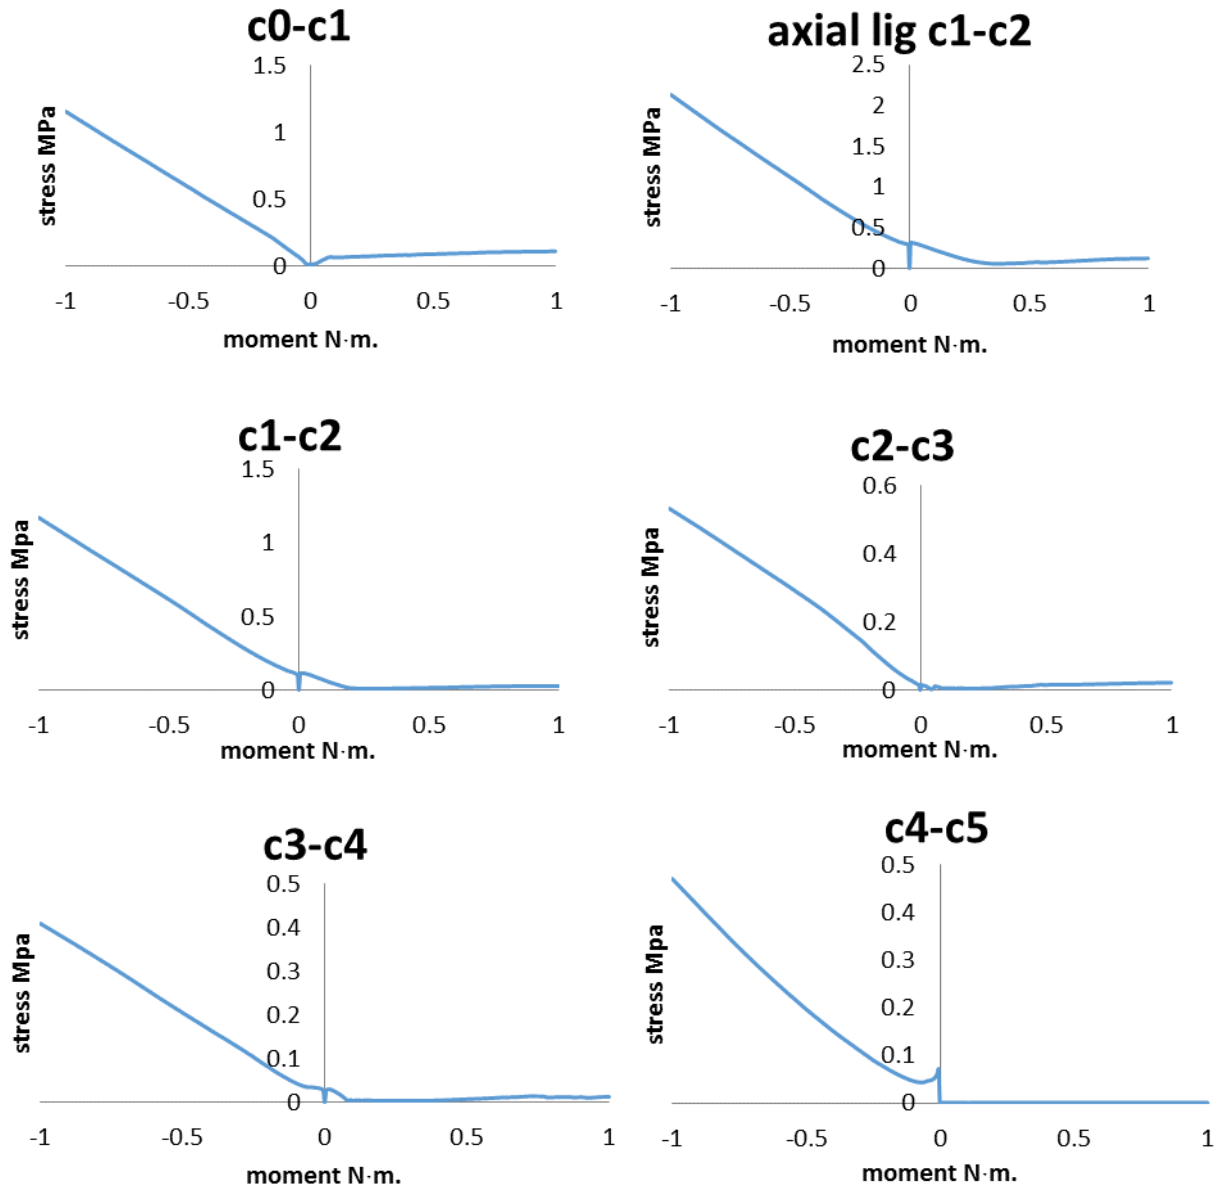 c0-c1
1.5
1
0.5
0
-1 -0.5 0 0.5 1
stress MPa
moment N·m.
axial lig c1-c2
2.5
2
1.5
1
0.5
0
-1 -0.5 0 0.5 1
stress MPa
moment N·m.
c1-c2
1.5
1
0.5
0
-1 -0.5 0 0.5 1
stress Mpa
moment N·m.
c2-c3
0.6
0.4
0.2
0
-1 -0.5 0 0.5 1
stress Mpa
moment N·m.
c3-c4
0.5
0.4
0.3
0.2
0.1
0
-1 -0.5 0 0.5 1
stress Mpa
moment N·m.
c4-c5
0.5
0.4
0.3
0.2
0.1
0
-1 -0.5 0 0.5 1
stress Mpa
moment N·m.